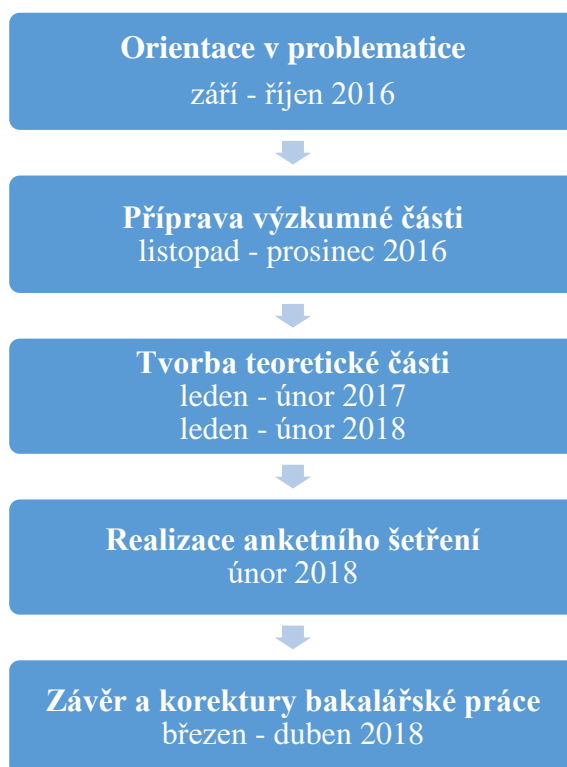 Orientace v problematice
září - říjen 2016
Příprava výzkumné části
listopad - prosinec 2016
Tvorba teoretické části
leden - únor 2017
leden - únor 2018
Realizace anketního šetření
únor 2018
Závěr a korektury bakalářské práce
březen - duben 2018